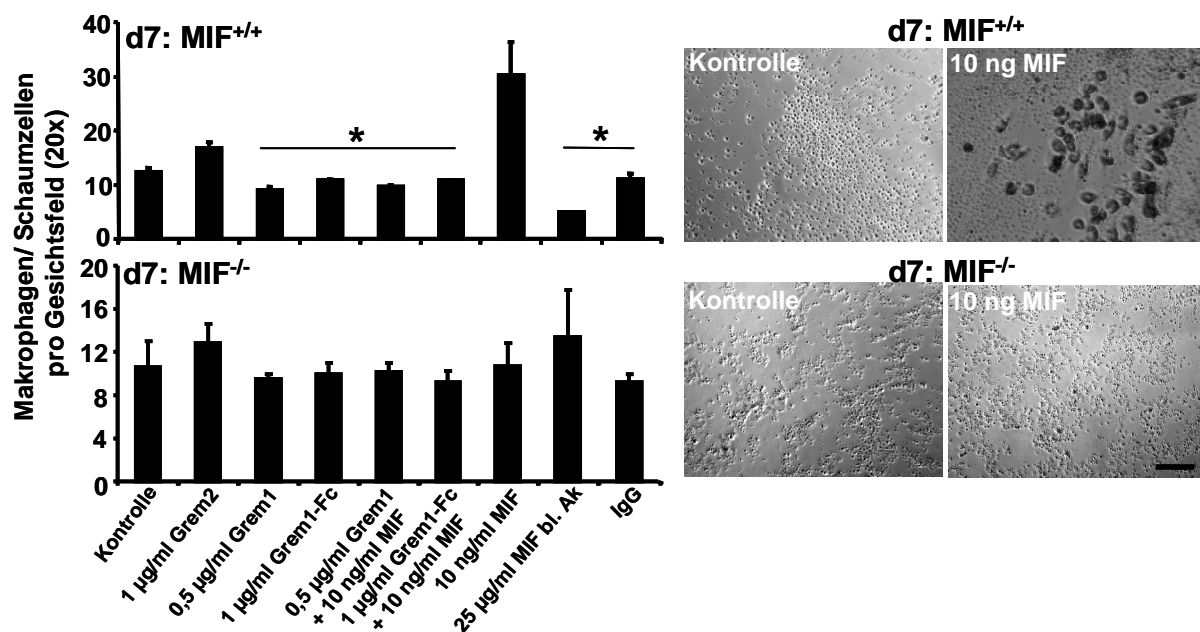 Makrophagen/ Schaumzellen
pro Gesichtsfeld (20x)
40
30
20
10
0
d7: MIF+/+
*
*
20
16
12
8
4
0
d7: MIF-/-
Kontrolle
1 µg/ml Grem2
0,5 µg/ml Grem1
1 µg/ml Grem1-Fc
0,5 µg/ml Grem1
+ 10 ng/ml MIF
1 µg/ml Grem1-Fc
+ 10 ng/ml MIF
10 ng/ml MIF
25 µg/ml MIF bl. Ak
IgG
d7: MIF+/+
Kontrolle
10 ng MIF
d7: MIF-/-
Kontrolle
10 ng MIF